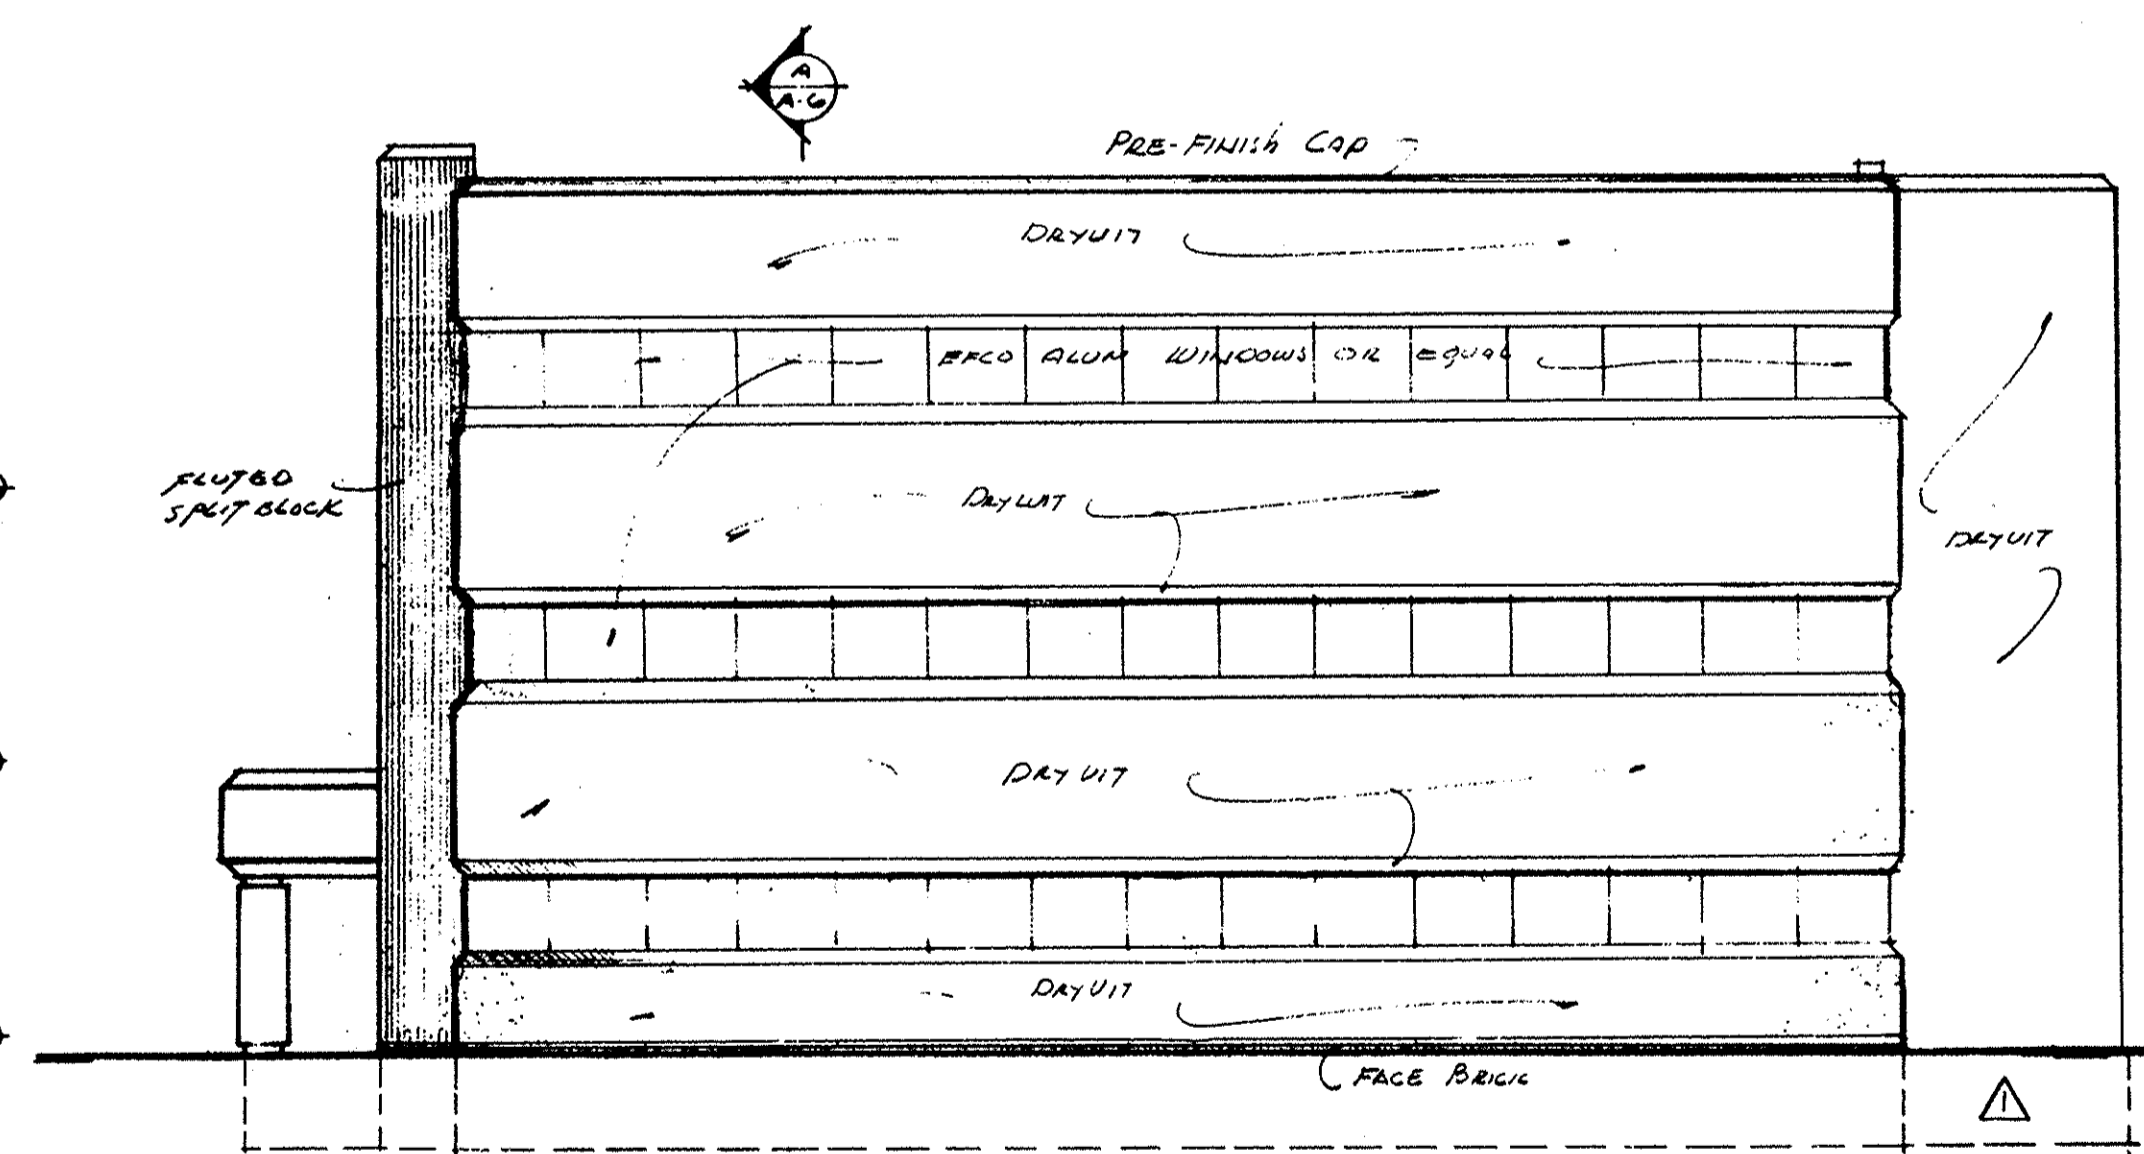 A
A-6
PRE-FINISH CAP
DRYVIT
EFCO ALUM WINDOWS OR EQUAL
FLUTED
SPLIT BLOCK
DRYVIT
DRYVIT
DRYVIT
DRYVIT
FACE BRICK
1